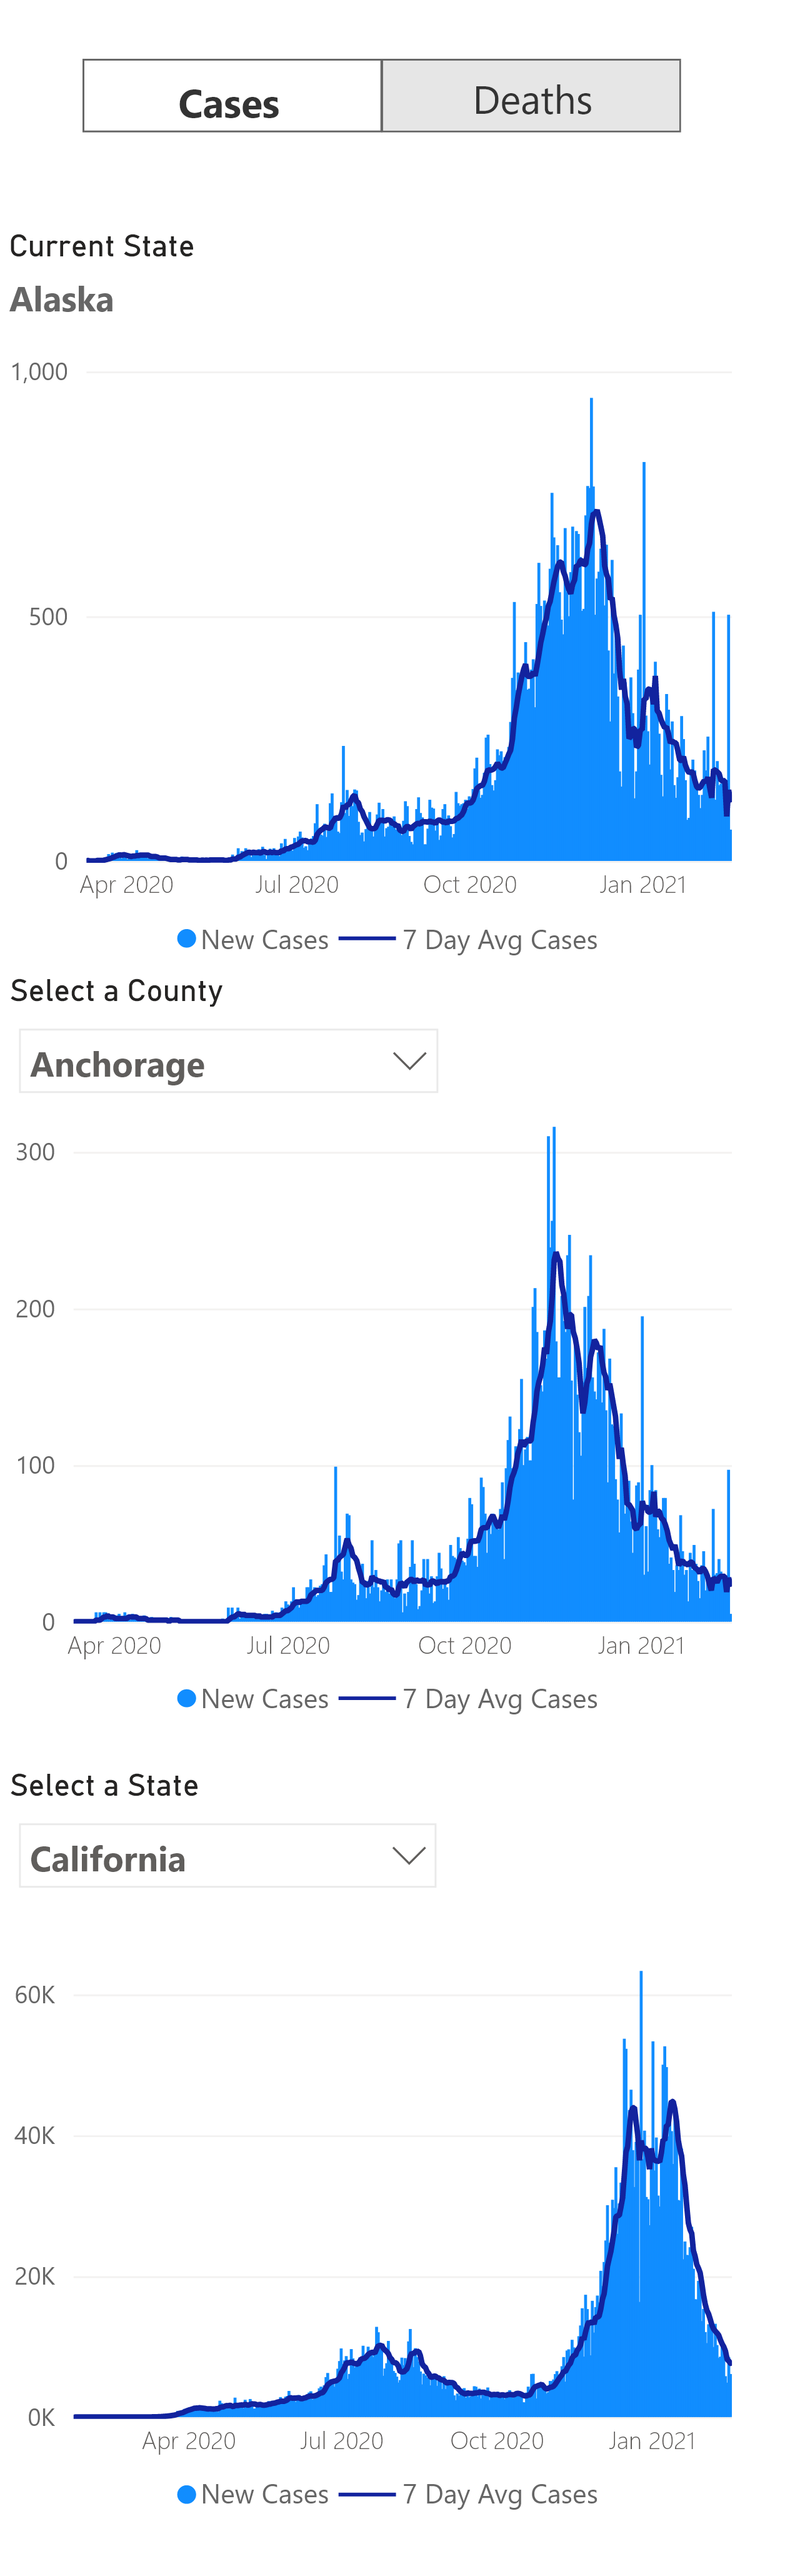 Cases Deaths
Current State
Alaska
1,000
500
0
Apr 2020 Jul 2020 Oct 2020 Jan 2021
New Cases 7 Day Avg Cases
Select a County
Anchorage
300
200
100
0
Apr 2020 Jul 2020 Oct 2020 Jan 2021
New Cases 7 Day Avg Cases
Select a State
California
60K
40K
20K
0K
Apr 2020 Jul 2020 Oct 2020 Jan 2021
New Cases 7 Day Avg Cases